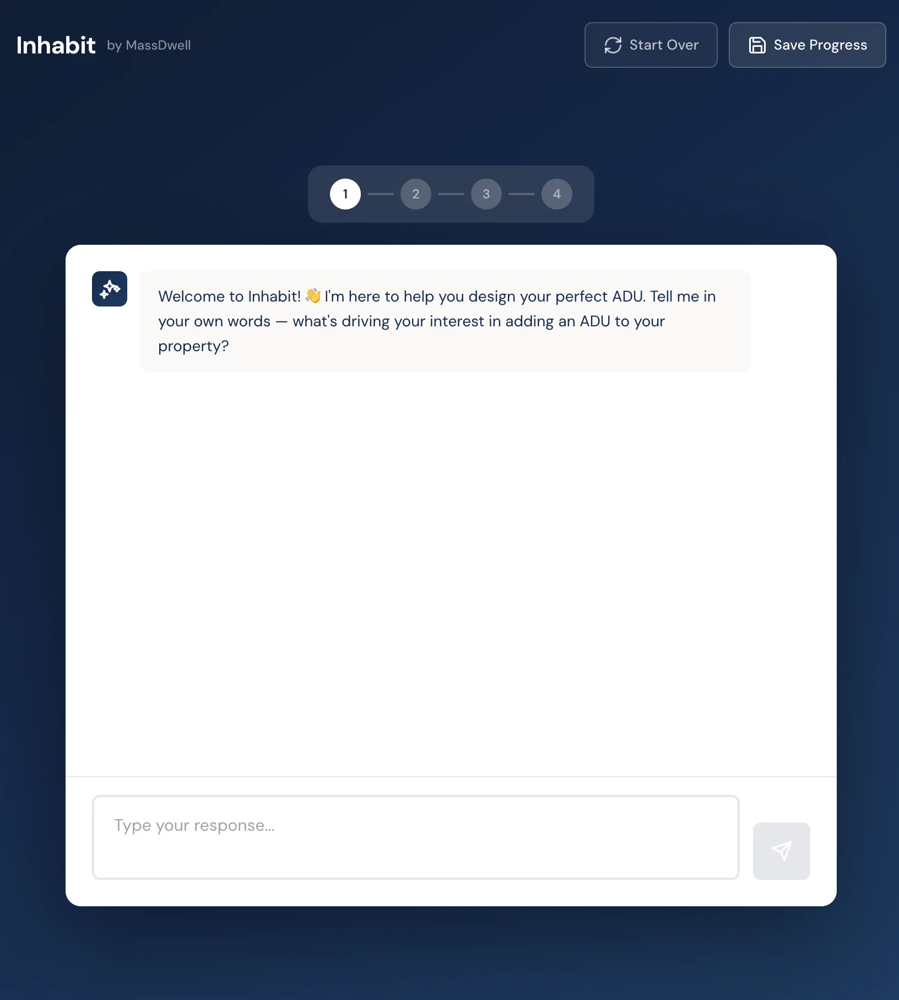 Inhabit by MassDwell
Start Over
Save Progress
1 2 3 4
Welcome to Inhabit! 👋 I'm here to help you design your perfect ADU. Tell me in
your own words — what's driving your interest in adding an ADU to your
property?
Type your response...